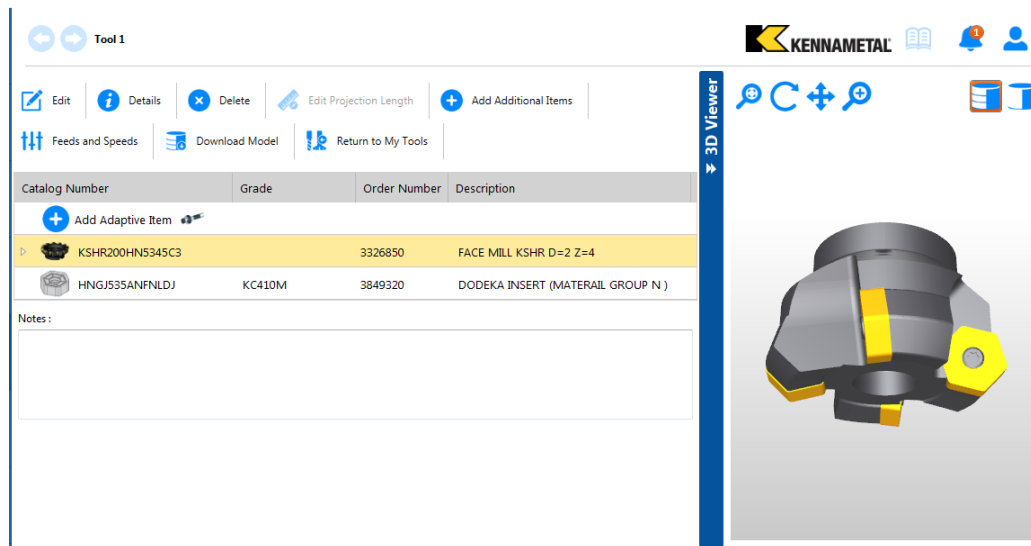 Tool 1
KENNAMETAL
1
Edit
Details
Delete
Edit Projection Length
Add Additional Items
Feeds and Speeds
Download Model
Return to My Tools
Catalog Number Grade Order Number Description
Add Adaptive Item
KSHR200HN5345C3 3326850 FACE MILL KSHR D=2 Z=4
HNGJ535ANFNLDJ KC410M 3849320 DODEKA INSERT (MATERAIL GROUP N )
Notes :
3D Viewer